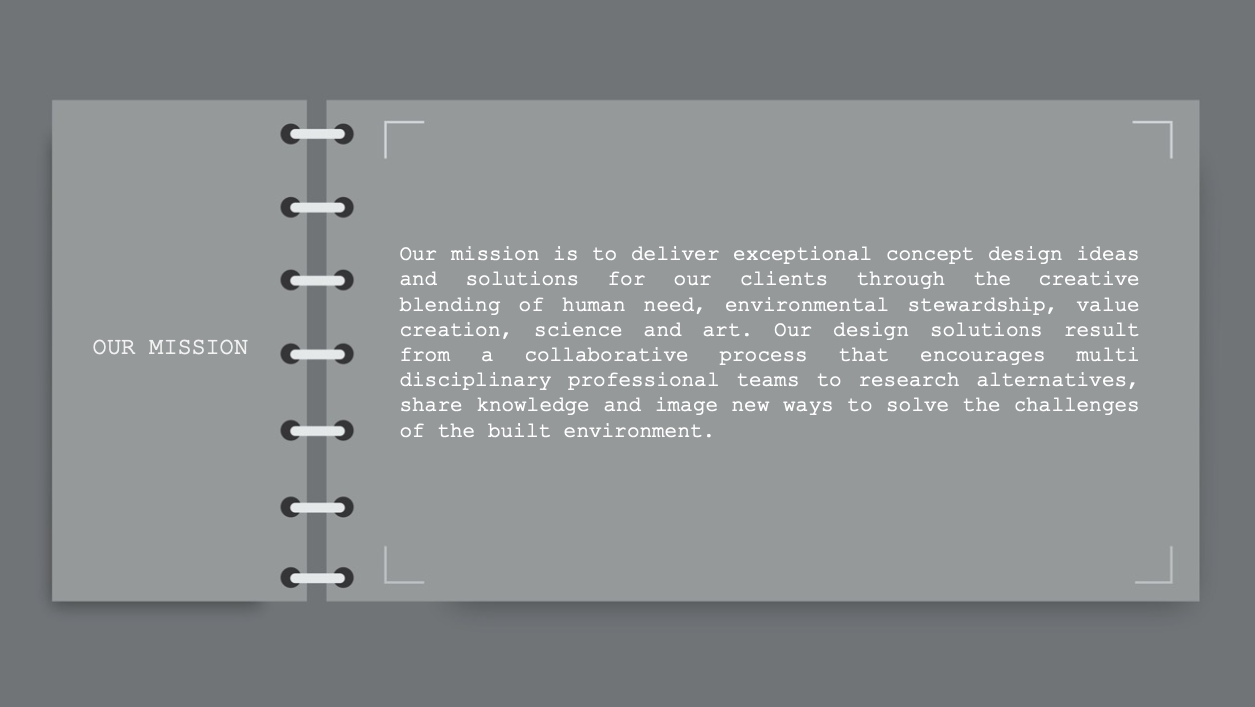 OUR MISSION
Our mission is to deliver exceptional concept design ideas
and solutions for our clients through the creative
blending of human need, environmental stewardship, value
creation, science and art. Our design solutions result
from a collaborative process that encourages multi
disciplinary professional teams to research alternatives,
share knowledge and image new ways to solve the challenges
of the built environment.